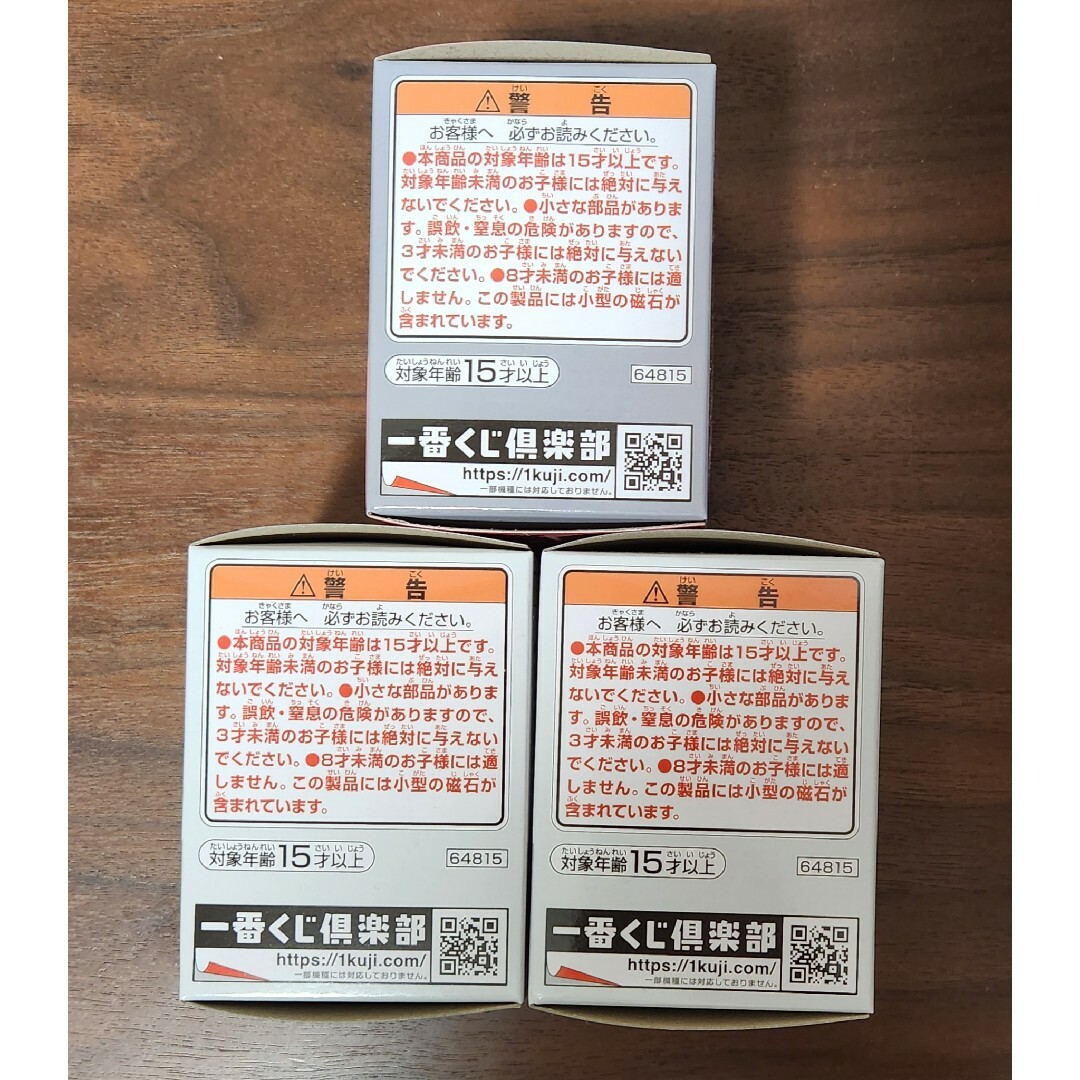 ⚠警告
お客様へ 必ずお読みください。
●本商品の対象年齢は15才以上です。
対象年齢未満のお子様には絶対に与え
ないでください。●小さな部品がありま
す。誤飲・窒息の危険がありますので、
3才未満のお子様には絶対に与えない
でください。●8才未満のお子様には適
しません。この製品には小型の磁石が
含まれています。
対象年齢15才以上
64815
一番くじ倶楽部
https://1kuji.com/
一部機種には対応しておりません。
⚠警告
お客様へ 必ずお読みください。
●本商品の対象年齢は15才以上です。
対象年齢未満のお子様には絶対に与え
ないでください。●小さな部品がありま
す。誤飲・窒息の危険がありますので、
3才未満のお子様には絶対に与えない
でください。●8才未満のお子様には適
しません。この製品には小型の磁石が
含まれています。
対象年齢15才以上
64815
一番くじ倶楽部
https://1kuji.com/
一部機種には対応しておりません。
⚠警告
お客様へ 必ずお読みください。
●本商品の対象年齢は15才以上です。
対象年齢未満のお子様には絶対に与え
ないでください。●小さな部品がありま
す。誤飲・窒息の危険がありますので、
3才未満のお子様には絶対に与えない
でください。●8才未満のお子様には適
しません。この製品には小型の磁石が
含まれています。
対象年齢15才以上
64815
一番くじ倶楽部
https://1kuji.com/
一部機種には対応しておりません。